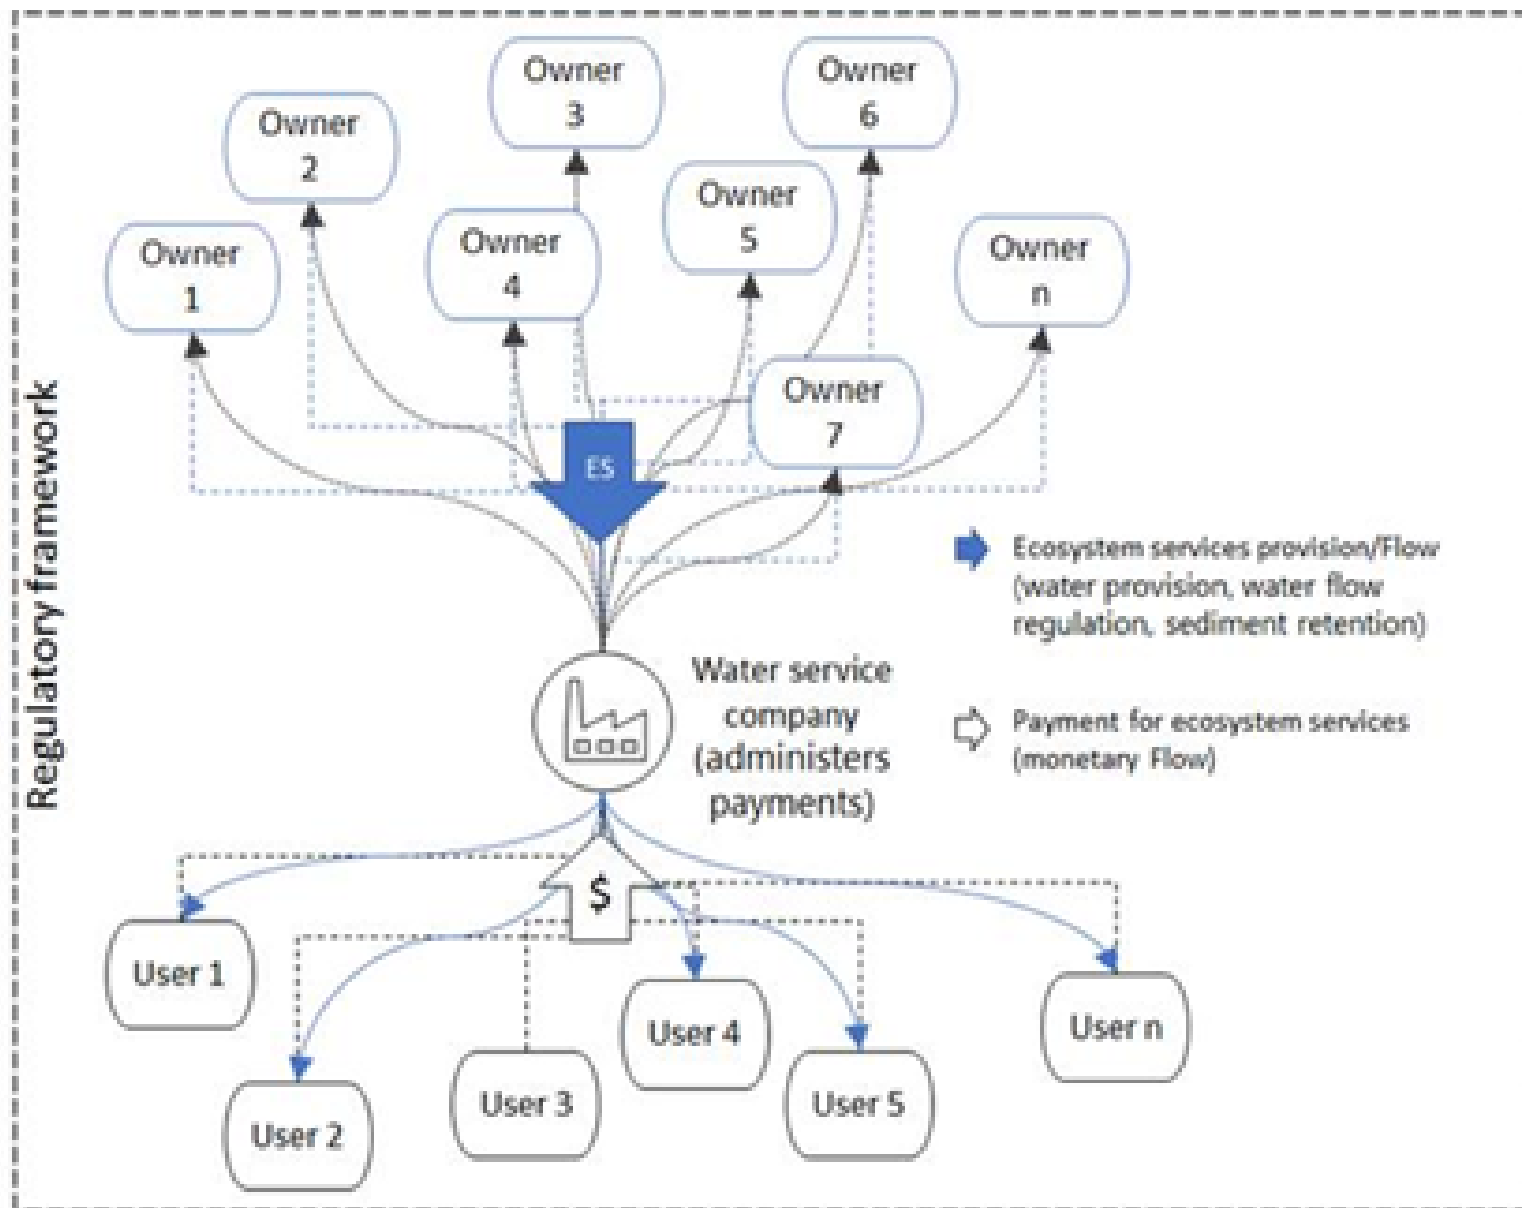 Regulatory framework
Owner
3
Owner
6
Owner
2
Owner
5
Owner
1
Owner
4
Owner
n
Owner
7
ES
Ecosystem services provision/Flow
(water provision, water flow
regulation, sediment retention)
Water service
company
(administers
payments)
Payment for ecosystem services
(monetary Flow)
$
User 1
User 2
User 3
User 4
User 5
User n